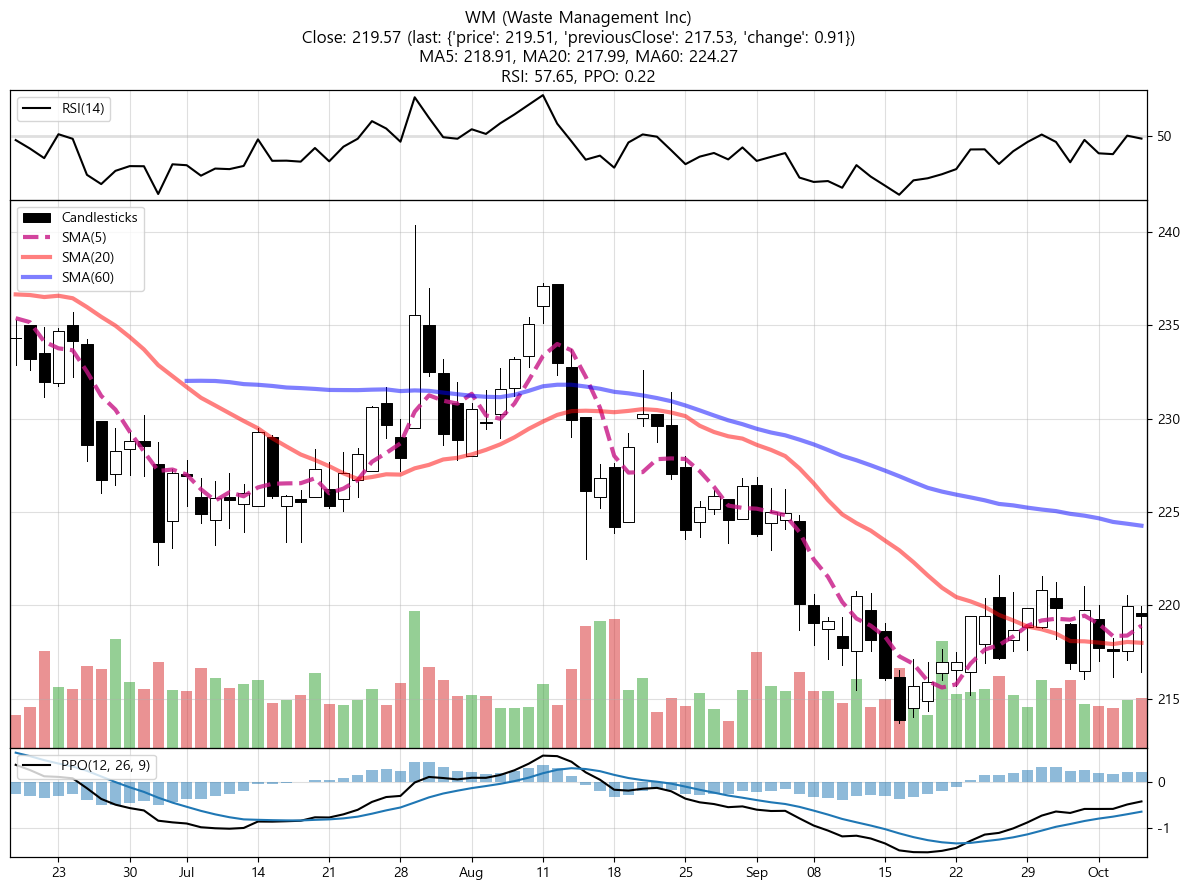 WM (Waste Management Inc)
Close: 219.57 (last: {'price': 219.51, 'previousClose': 217.53, 'change': 0.91})
MA5: 218.91, MA20: 217.99, MA60: 224.27
RSI: 57.65, PPO: 0.22
RSI(14)
50
Candlesticks
SMA(5)
SMA(20)
SMA(60)
240
235
230
225
220
215
PPO(12, 26, 9)
0
-1
23 30 Jul 14 21 28 Aug 11 18 25 Sep 08 15 22 29 Oct